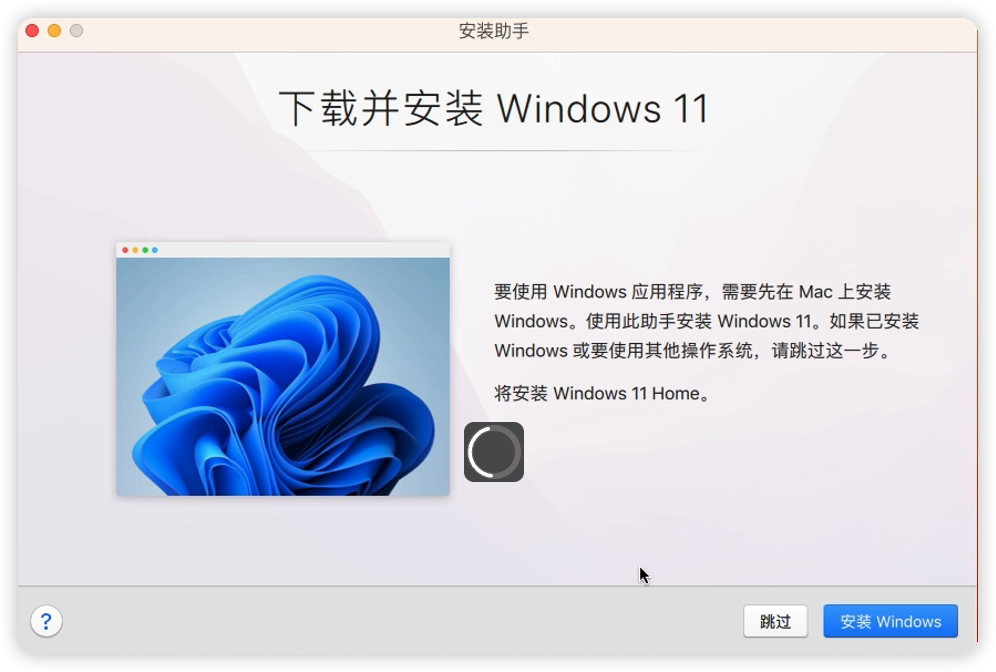 安装助手
下载并安装 Windows 11
要使用 Windows 应用程序，需要先在 Mac 上安装
Windows。使用此助手安装 Windows 11。如果已安装
Windows 或要使用其他操作系统，请跳过这一步。
将安装 Windows 11 Home。
?
跳过
安装 Windows